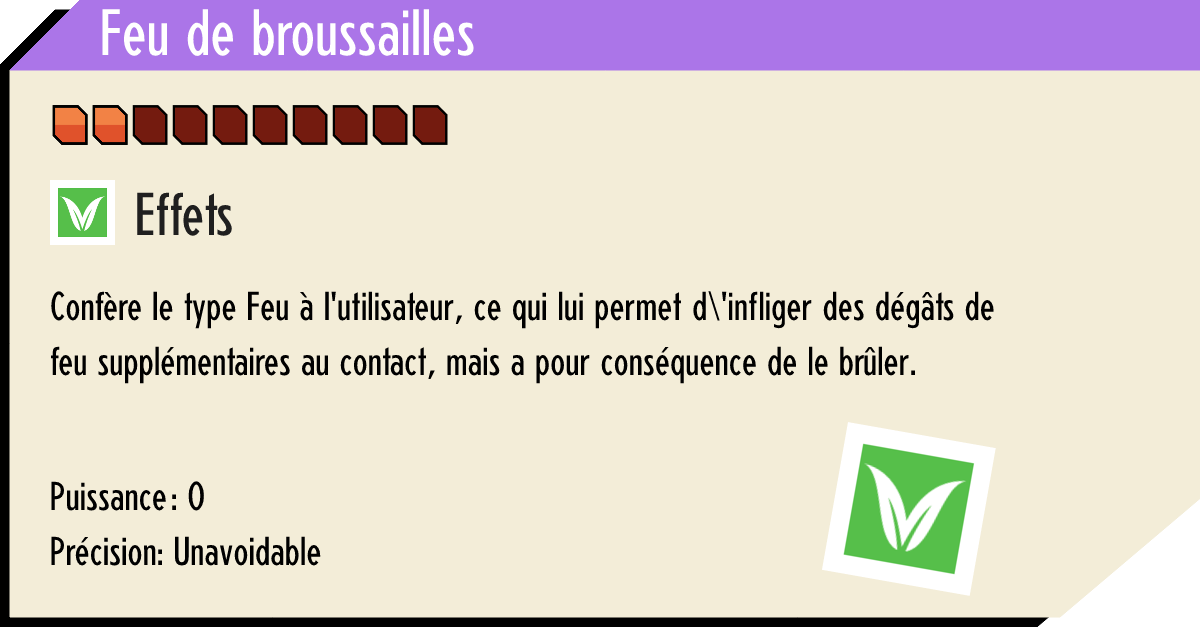 Feu de broussailles
Effets
Confère le type Feu à l'utilisateur, ce qui lui permet d\'infliger des dégâts de
feu supplémentaires au contact, mais a pour conséquence de le brûler.
Puissance: 0
Précision: Unavoidable